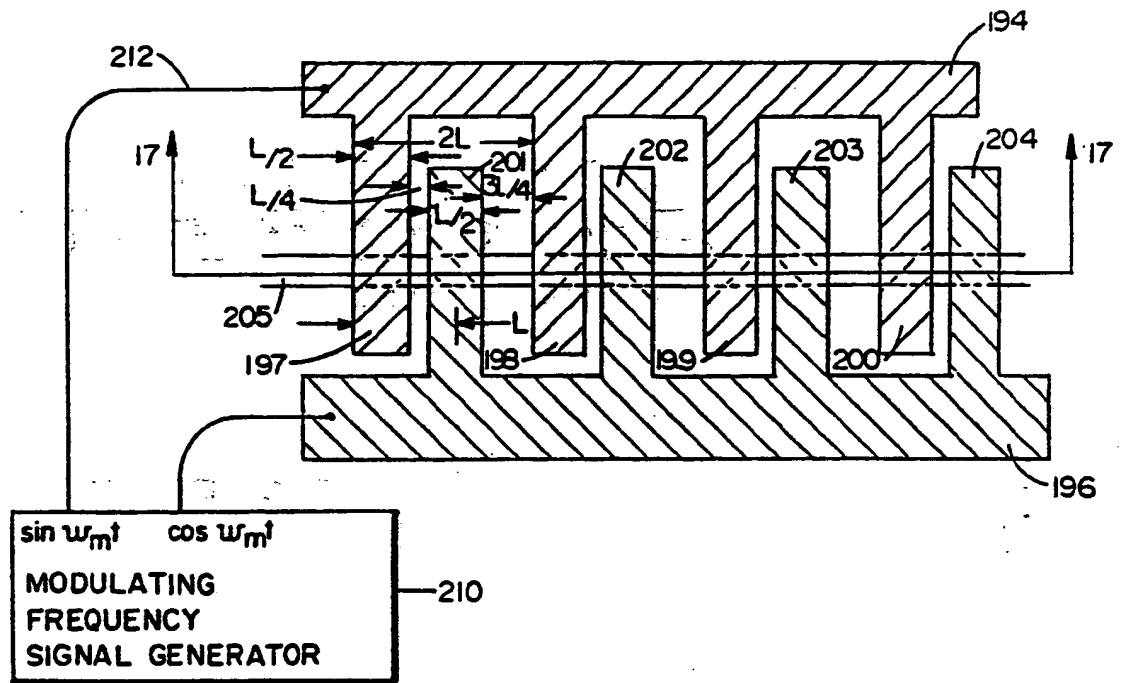 194
212
17
L/2
2L
201
202
203
204
17
L/4
3L/4
L/2
205
L
197
198
199
200
196
sin wmt cos wmt
MODULATING
FREQUENCY
SIGNAL GENERATOR
210